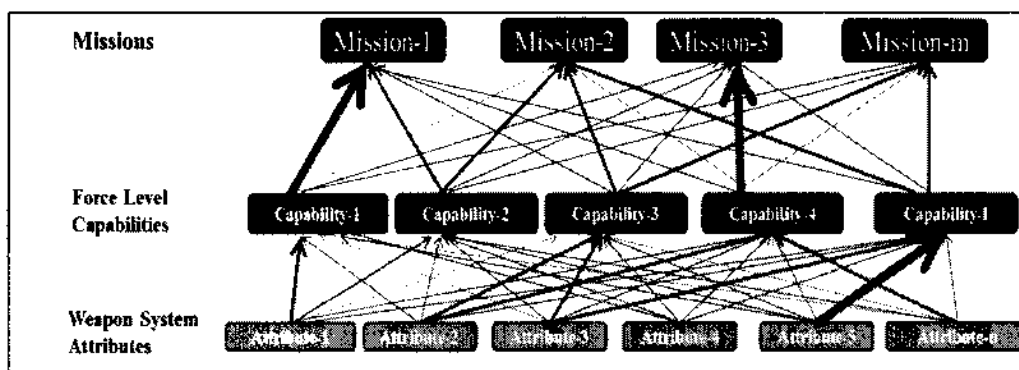 Missions
Mission-1 Mission-2 Mission-3 Mission-m
Force Level
Capabilities
Capability-1 Capability-2 Capability-3 Capability-4 Capability-l
Weapon System
Attributes
Attribute-1 Attribute-2 Attribute-3 Attribute-4 Attribute-5 Attribute-n